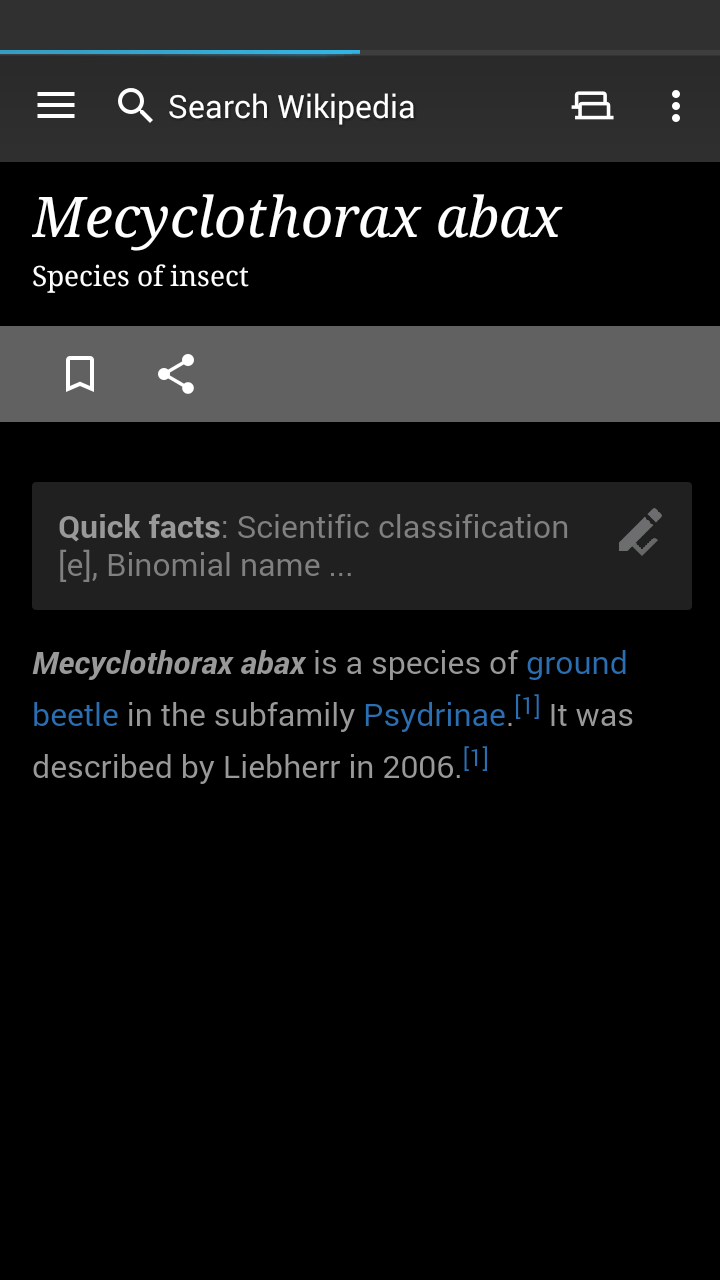 Search Wikipedia
Mecyclothorax abax
Species of insect
Quick facts: Scientific classification
[e], Binomial name ...
Mecyclothorax abax is a species of ground
beetle in the subfamily Psydrinae.[1] It was
described by Liebherr in 2006.[1]